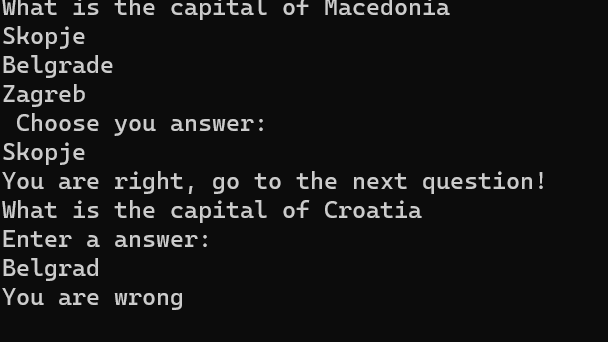 What is the capital of Macedonia
Skopje
Belgrade
Zagreb
 Choose you answer:
Skopje
You are right, go to the next question!
What is the capital of Croatia
Enter a answer:
Belgrad
You are wrong